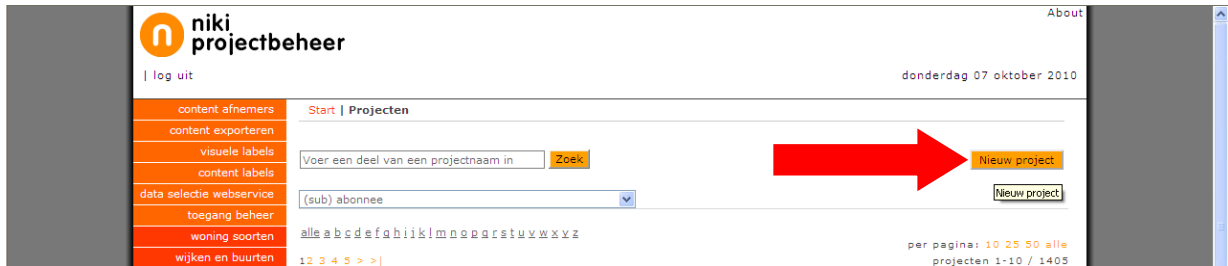 About
niki
projectbeheer
| log uit
donderdag 07 oktober 2010
content afnemers
Start | Projecten
content exporteren
visuele labels
Voer een deel van een projectnaam in
Zoek
Nieuw project
content labels
data selectie webservice
(sub) abonnee
Nieuw project
toegang beheer
woning soorten
alle a b c d e f g h i j k l m n o p q r s t u v w x y z
per pagina: 10 25 50 alle
wijken en buurten
1 2 3 4 5 > >|
projecten 1-10 / 1405